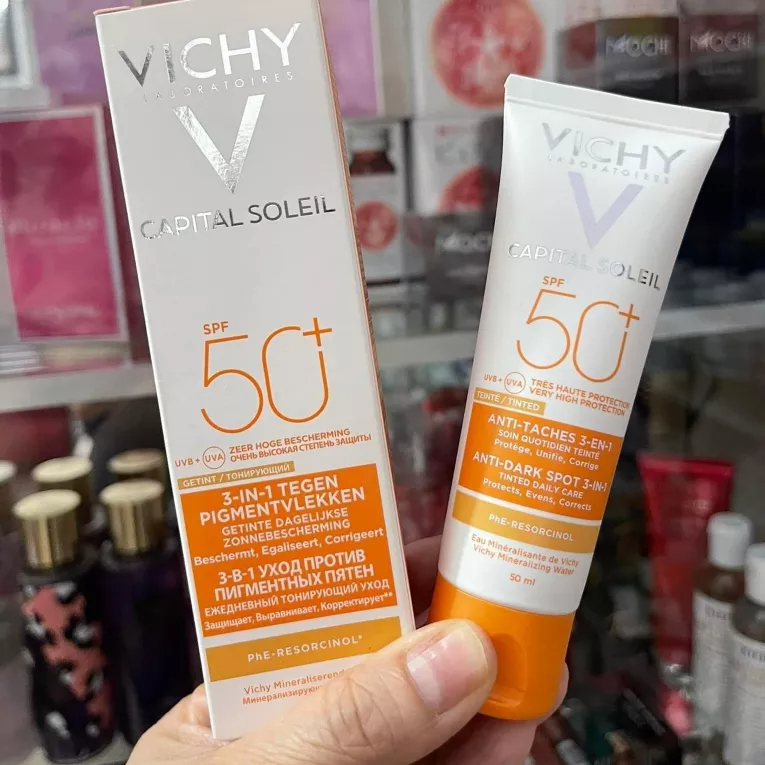 VICHY
LABORATOIRES
CAPITAL SOLEIL
SPF
50+
UVB + UVA ZEER HOGE BESCHERMING
ОЧЕНЬ ВЫСОКАЯ СТЕПЕНЬ ЗАЩИТЫ
GETINT / ТОНИРУЮЩИЙ
3-IN-1 TEGEN
PIGMENTVLEKKEN
GETINTE DAGELIJKSE
ZONNEBESCHERMING
Beschermt, Egaliseert, Corrigeert
3-В-1 УХОД ПРОТИВ
ПИГМЕНТНЫХ ПЯТЕН
ЕЖЕДНЕВНЫЙ ТОНИРУЮЩИЙ УХОД
Защищает, Выравнивает, Корректирует**
PhE-RESORCINOL*
Vichy Mineraliserend
VICHY
LABORATOIRES
CAPITAL SOLEIL
SPF
50+
UVB + UVA TRÈS HAUTE PROTECTION
VERY HIGH PROTECTION
TEINTÉ / TINTED
ANTI-TACHES 3-EN-1
SOIN QUOTIDIEN TEINTÉ
Protège, Unifie, Corrige
ANTI-DARK SPOT 3-IN-1
TINTED DAILY CARE
Protects, Evens, Corrects
PhE-RESORCINOL
Eau Minéralisante de Vichy
Vichy Mineralizing Water
50 ml
MOCHI
MOCHI